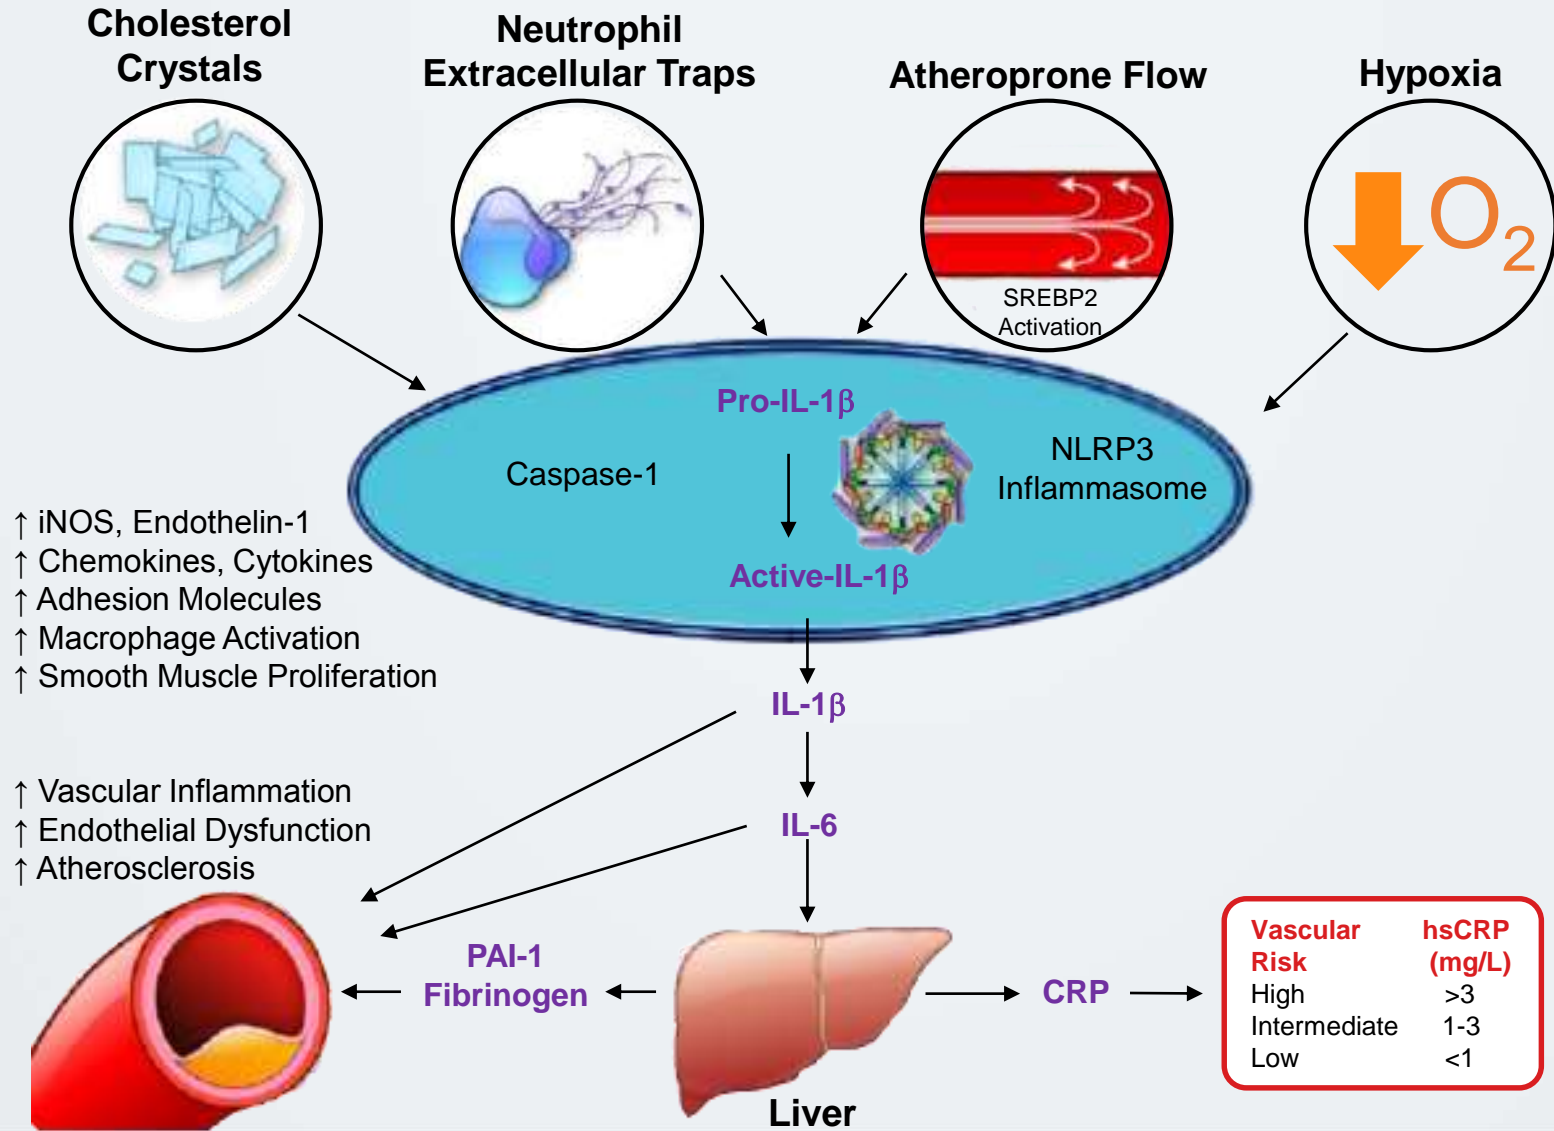 Cholesterol
Crystals
Neutrophil
Extracellular Traps
Atheroprone Flow
Hypoxia
SREBP2
Activation
O₂
Pro-IL-1β
Caspase-1
NLRP3
Inflammasome
Active-IL-1β
↑ iNOS, Endothelin-1
↑ Chemokines, Cytokines
↑ Adhesion Molecules
↑ Macrophage Activation
↑ Smooth Muscle Proliferation
IL-1β
↑ Vascular Inflammation
↑ Endothelial Dysfunction
↑ Atherosclerosis
IL-6
PAI-1
Fibrinogen
Liver
CRP
Vascular hsCRP
Risk (mg/L)
High >3
Intermediate 1-3
Low <1